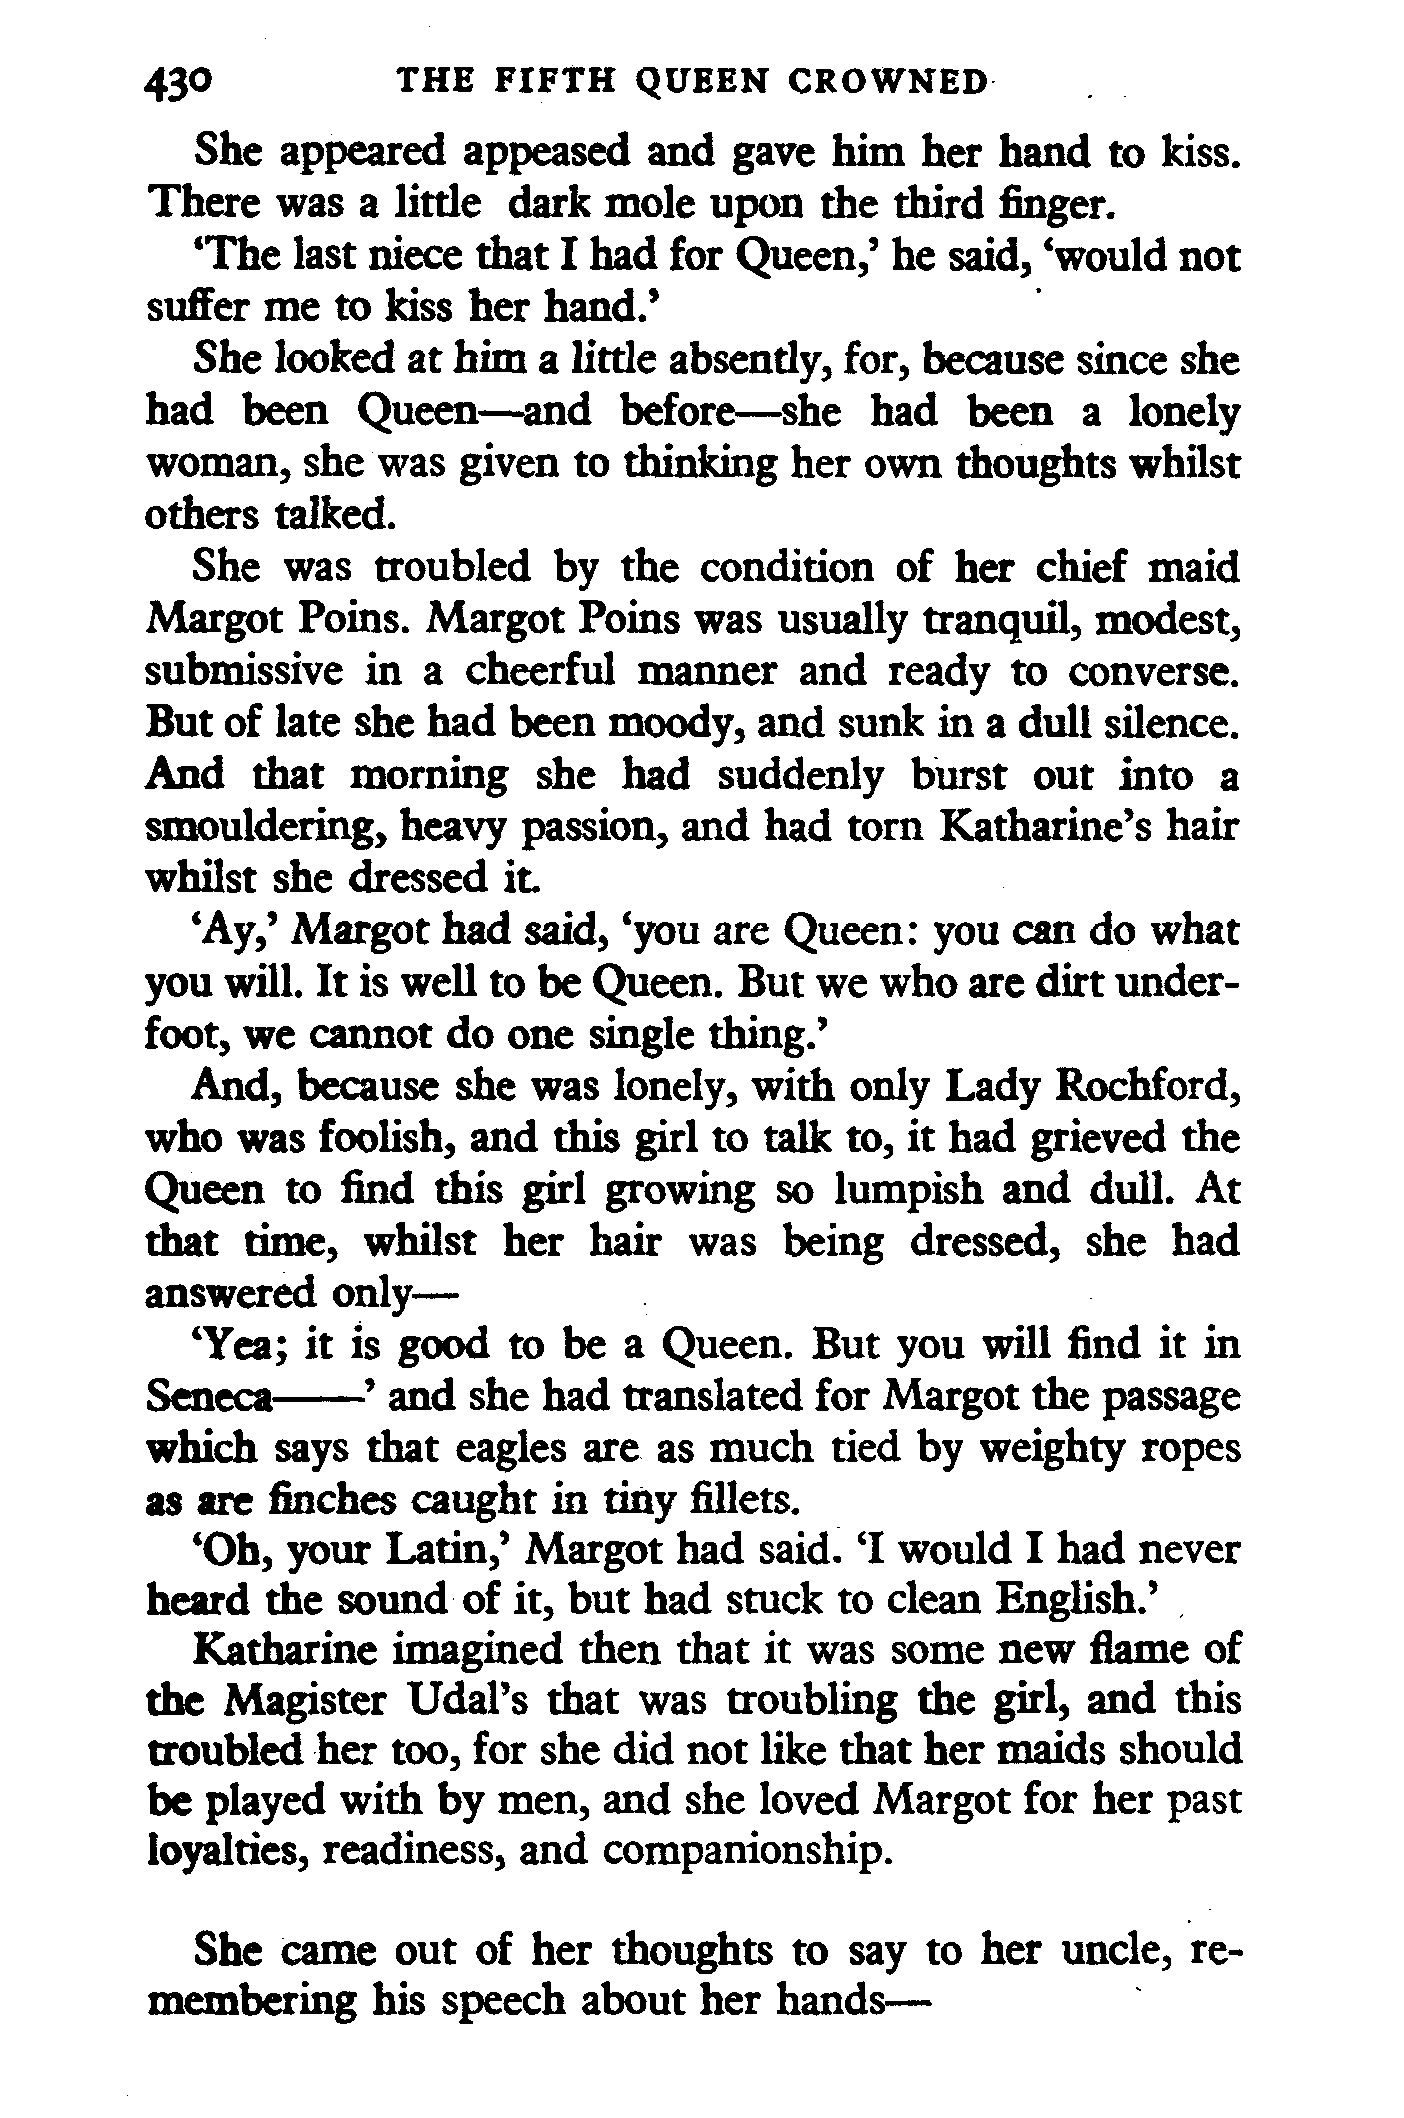 430 THE FIFTH QUEEN CROWNED
She appeared appeased and gave him her hand to kiss.
There was a little dark mole upon the third finger.
‘The last niece that I had for Queen,’ he said, ‘would not
suffer me to kiss her hand.’
She looked at him a little absently, for, because since she
had been Queen—and before—she had been a lonely
woman, she was given to thinking her own thoughts whilst
others talked.
She was troubled by the condition of her chief maid
Margot Poins. Margot Poins was usually tranquil, modest,
submissive in a cheerful manner and ready to converse.
But of late she had been moody, and sunk in a dull silence.
And that morning she had suddenly burst out into a
smouldering, heavy passion, and had torn Katharine’s hair
whilst she dressed it.
‘Ay,’ Margot had said, ‘you are Queen: you can do what
you will. It is well to be Queen. But we who are dirt under-
foot, we cannot do one single thing.’
And, because she was lonely, with only Lady Rochford,
who was foolish, and this girl to talk to, it had grieved the
Queen to find this girl growing so lumpish and dull. At
that time, whilst her hair was being dressed, she had
answered only—
‘Yea; it is good to be a Queen. But you will find it in
Seneca——’ and she had translated for Margot the passage
which says that eagles are as much tied by weighty ropes
as are finches caught in tiny fillets.
‘Oh, your Latin,’ Margot had said. ‘I would I had never
heard the sound of it, but had stuck to clean English.’
Katharine imagined then that it was some new flame of
the Magister Udal’s that was troubling the girl, and this
troubled her too, for she did not like that her maids should
be played with by men, and she loved Margot for her past
loyalties, readiness, and companionship.
She came out of her thoughts to say to her uncle, re-
membering his speech about her hands—